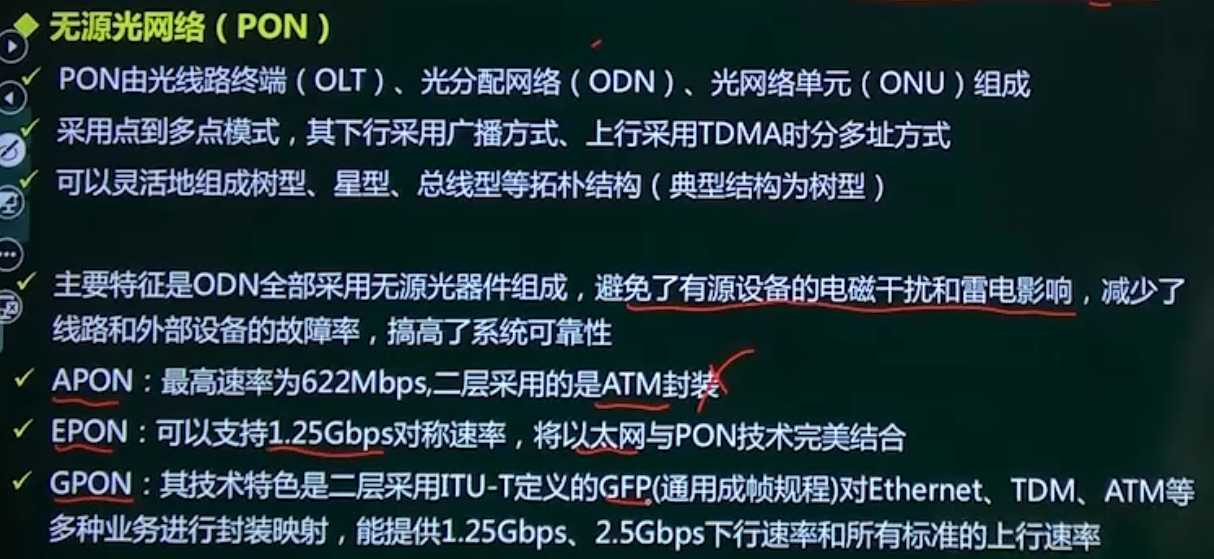 无源光网络（PON）
PON由光线路终端（OLT）、光分配网络（ODN）、光网络单元（ONU）组成
采用点到多点模式，其下行采用广播方式、上行采用TDMA时分多址方式
可以灵活地组成树型、星型、总线型等拓朴结构（典型结构为树型）
主要特征是ODN全部采用无源光器件组成，避免了有源设备的电磁干扰和雷电影响，减少了
线路和外部设备的故障率，搞高了系统可靠性
APON：最高速率为622Mbps,二层采用的是ATM封装
EPON：可以支持1.25Gbps对称速率，将以太网与PON技术完美结合
GPON：其技术特色是二层采用ITU-T定义的GFP(通用成帧规程)对Ethernet、TDM、ATM等
多种业务进行封装映射，能提供1.25Gbps、2.5Gbps下行速率和所有标准的上行速率